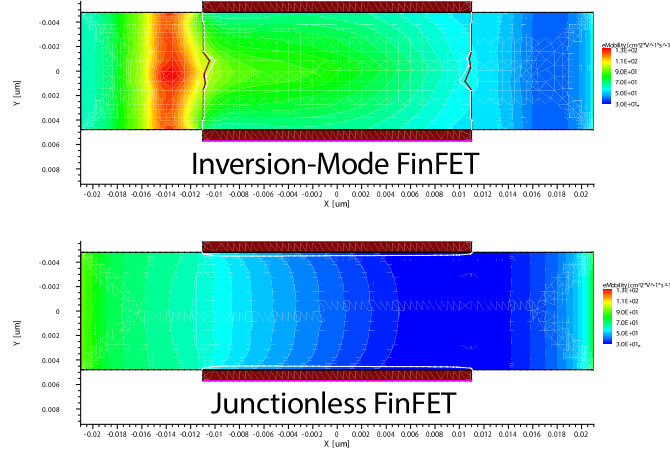 -0.004
-0.002
0
0.002
0.004
0.006
0.008
Y [um]
eMobility [cm^2*V^-1*s^-1
1.3E+02
1.1E+02
9.0E+01
7.0E+01
5.0E+01
3.0E+01
Inversion-Mode FinFET
-0.02 -0.018 -0.016 -0.014 -0.012 -0.01 -0.008 -0.006 -0.004 -0.002 0 0.002 0.004 0.006 0.008 0.01 0.012 0.014 0.016 0.018 0.02
X [um]
-0.004
-0.002
0
0.002
0.004
0.006
0.008
Y [um]
eMobility [cm^2*V^-1*s^-
1.3E+02
1.1E+02
9.0E+01
7.0E+01
5.0E+01
3.0E+01
Junctionless FinFET
-0.02 -0.018 -0.016 -0.014 -0.012 -0.01 -0.008 -0.006 -0.004 -0.002 0 0.002 0.004 0.006 0.008 0.01 0.012 0.014 0.016 0.018 0.02
X [um]